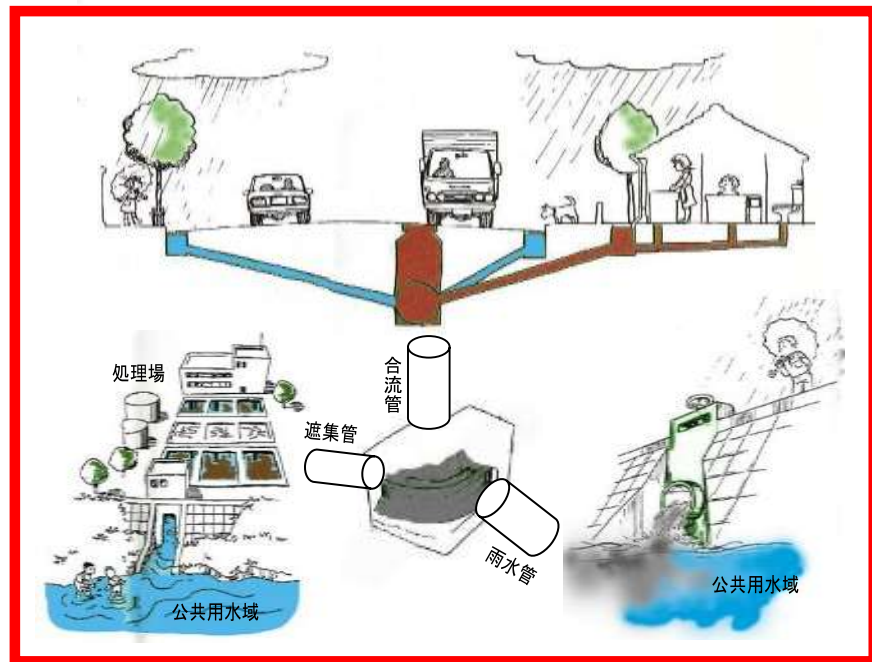 処理場
合流管
遮集管
雨水管
公共用水域
公共用水域